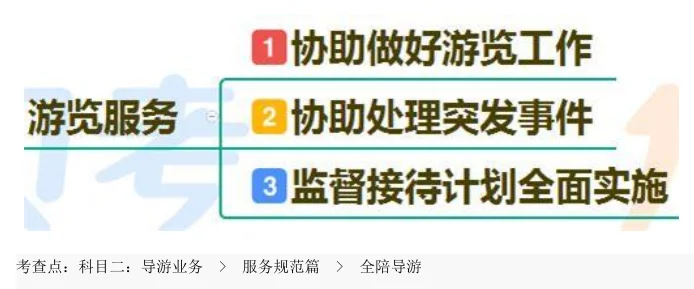 1 协助做好游览工作
游览服务
2 协助处理突发事件
3 监督接待计划全面实施
考查点：科目二：导游业务 > 服务规范篇 > 全陪导游